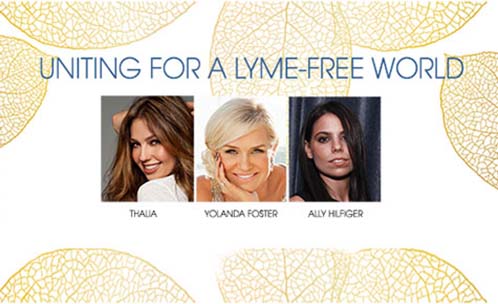 UNITING FOR A LYME-FREE WORLD
THALIA
YOLANDA FOSTER
ALLY HILFIGER